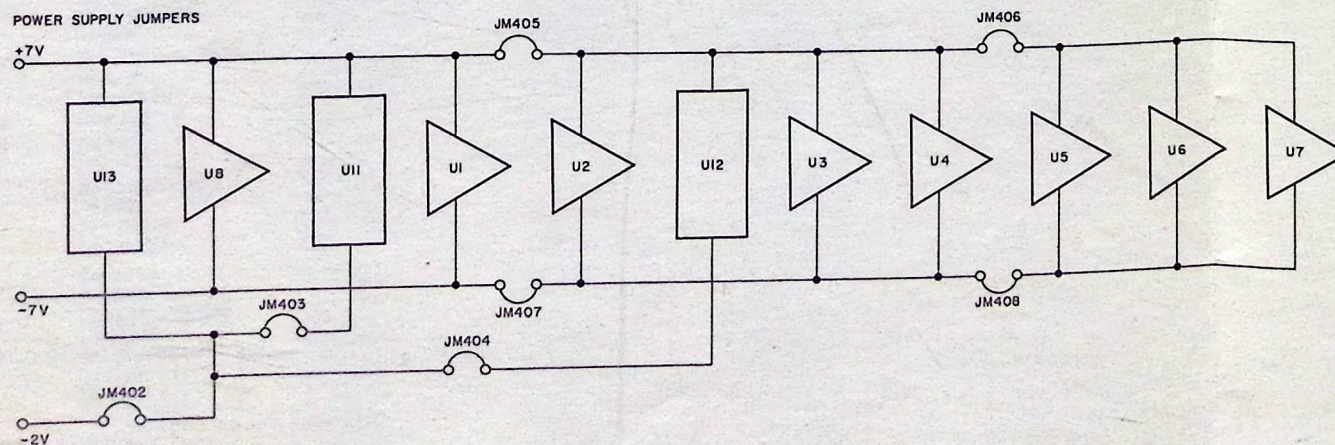 POWER SUPPLY JUMPERS
+7V
JM405
JM406
U13
U8
U11
U1
U2
U12
U3
U4
U5
U6
U7
-7V
JM403
JM407
JM408
JM404
JM402
-2V